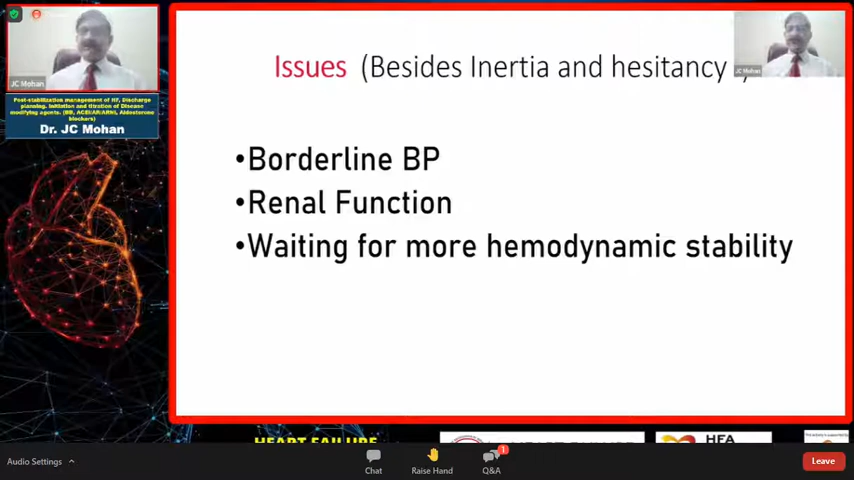 JC Mohan
Post-stabilization management of HF, Discharge
planning. Initiation and titration of Disease
modifying agents. (BB, ACEI/AR/ARNI, Aldosterone
blockers)
Dr. JC Mohan
JC Mohan
Issues (Besides Inertia and hesitancy )
•Borderline BP
•Renal Function
•Waiting for more hemodynamic stability
HEART FAILURE
HFA
Audio Settings
Chat
Raise Hand
1
Q&A
Leave